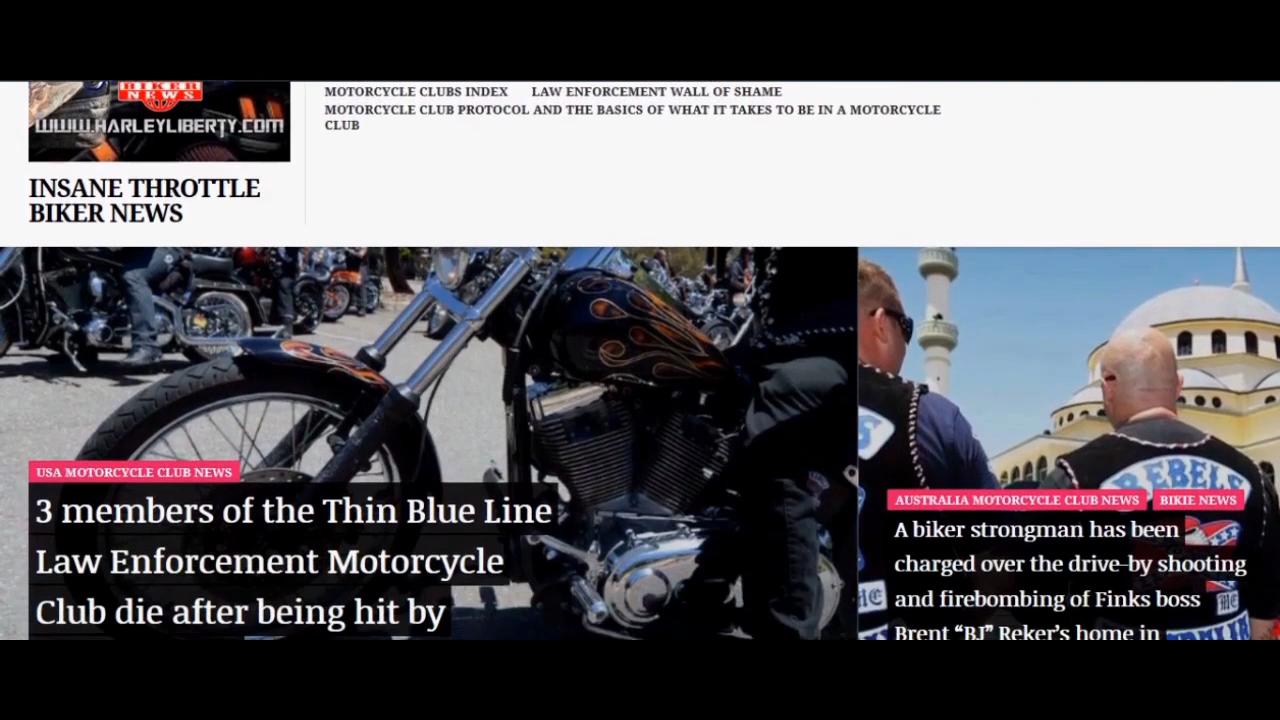 BIKER
NEWS
WWW.HARLEYLIBERTY.COM
INSANE THROTTLE
BIKER NEWS
MOTORCYCLE CLUBS INDEX LAW ENFORCEMENT WALL OF SHAME
MOTORCYCLE CLUB PROTOCOL AND THE BASICS OF WHAT IT TAKES TO BE IN A MOTORCYCLE
CLUB
USA MOTORCYCLE CLUB NEWS
3 members of the Thin Blue Line
Law Enforcement Motorcycle
Club die after being hit by
REBELS
AUSTRALIA MOTORCYCLE CLUB NEWS BIKIE NEWS
A biker strongman has been
charged over the drive-by shooting
and firebombing of Finks boss
MC
Brent “BJ” Reker’s home in